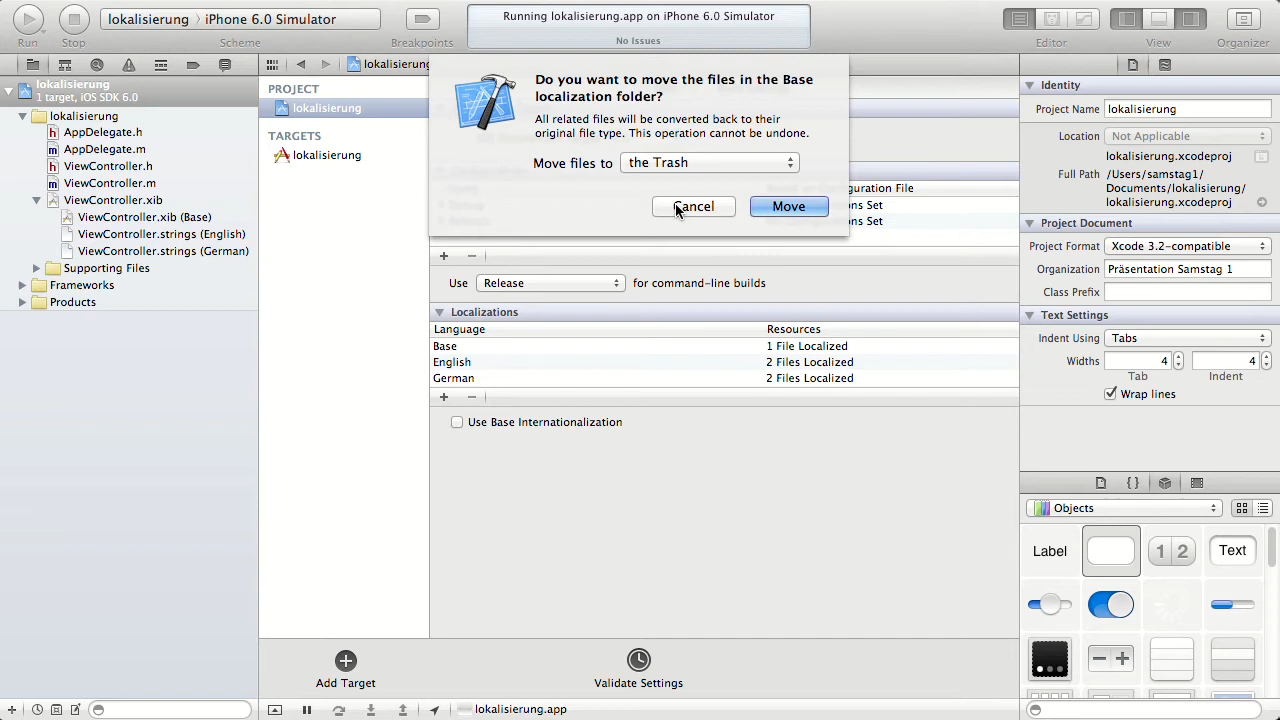 lokalisierung › iPhone 6.0 Simulator
Running lokalisierung.app on iPhone 6.0 Simulator
No Issues
Run
Stop
Scheme
Breakpoints
Editor
View
Organizer
lokalisierung
1 target, iOS SDK 6.0
lokalisierung
AppDelegate.h
AppDelegate.m
ViewController.h
ViewController.m
ViewController.xib
ViewController.xib (Base)
ViewController.strings (English)
ViewController.strings (German)
Supporting Files
Frameworks
Products
lokalisierung
PROJECT
lokalisierung
TARGETS
lokalisierung
Do you want to move the files in the Base
localization folder?
All related files will be converted back to their
original file type. This operation cannot be undone.
Move files to the Trash
Cancel
Move
Configuration File
ons Set
ons Set
Use Release for command-line builds
Localizations
Language Resources
Base 1 File Localized
English 2 Files Localized
German 2 Files Localized
Use Base Internationalization
Add Target
Validate Settings
lokalisierung.app
Identity
Project Name lokalisierung
Location Not Applicable
lokalisierung.xcodeproj
Full Path /Users/samstag1/
Documents/lokalisierung/
lokalisierung.xcodeproj
Project Document
Project Format Xcode 3.2-compatible
Organization Präsentation Samstag 1
Class Prefix
Text Settings
Indent Using Tabs
Widths 4 4
Tab Indent
Wrap lines
Objects
Label
1 2
Text